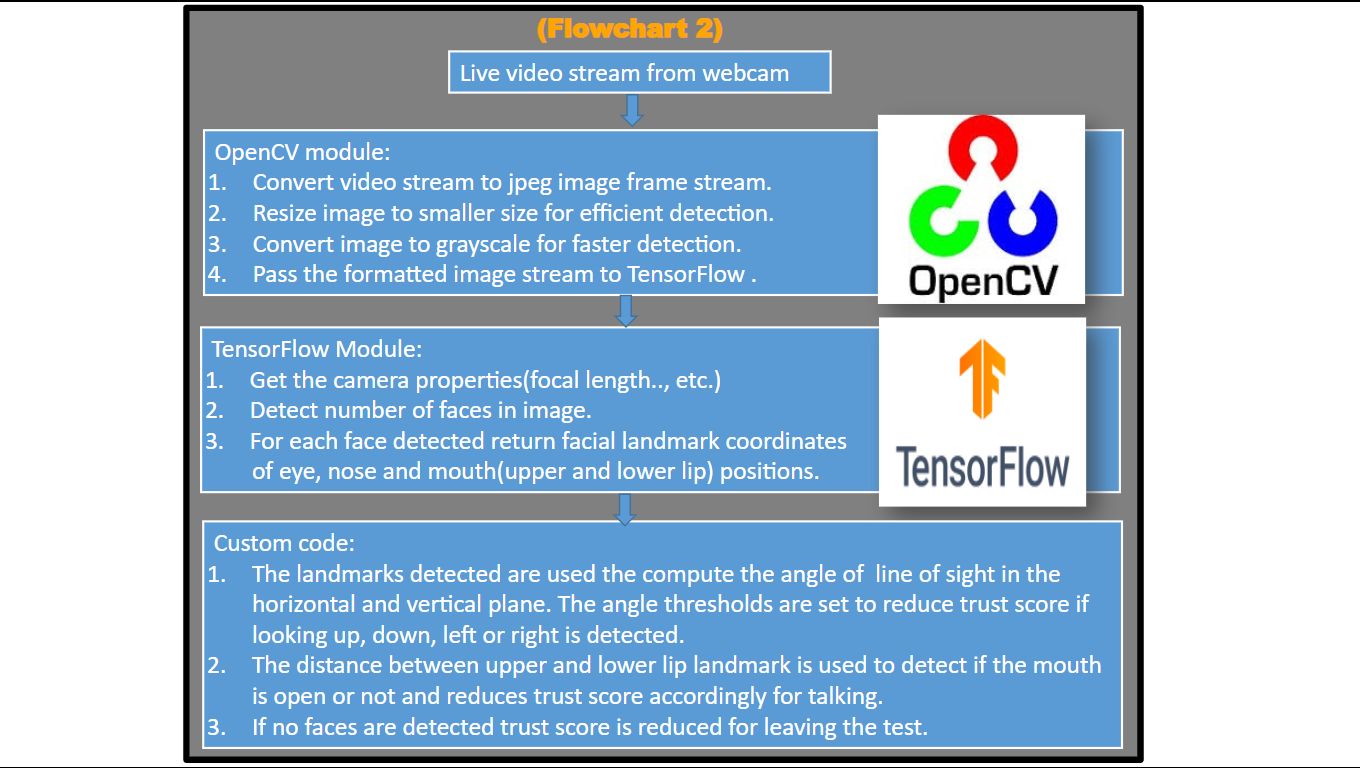 (Flowchart 2)
Live video stream from webcam
OpenCV module:
1. Convert video stream to jpeg image frame stream.
2. Resize image to smaller size for efficient detection.
3. Convert image to grayscale for faster detection.
4. Pass the formatted image stream to TensorFlow .
OpenCV
TensorFlow Module:
1. Get the camera properties(focal length.., etc.)
2. Detect number of faces in image.
3. For each face detected return facial landmark coordinates
of eye, nose and mouth(upper and lower lip) positions.
TensorFlow
Custom code:
1. The landmarks detected are used the compute the angle of line of sight in the
horizontal and vertical plane. The angle thresholds are set to reduce trust score if
looking up, down, left or right is detected.
2. The distance between upper and lower lip landmark is used to detect if the mouth
is open or not and reduces trust score accordingly for talking.
3. If no faces are detected trust score is reduced for leaving the test.